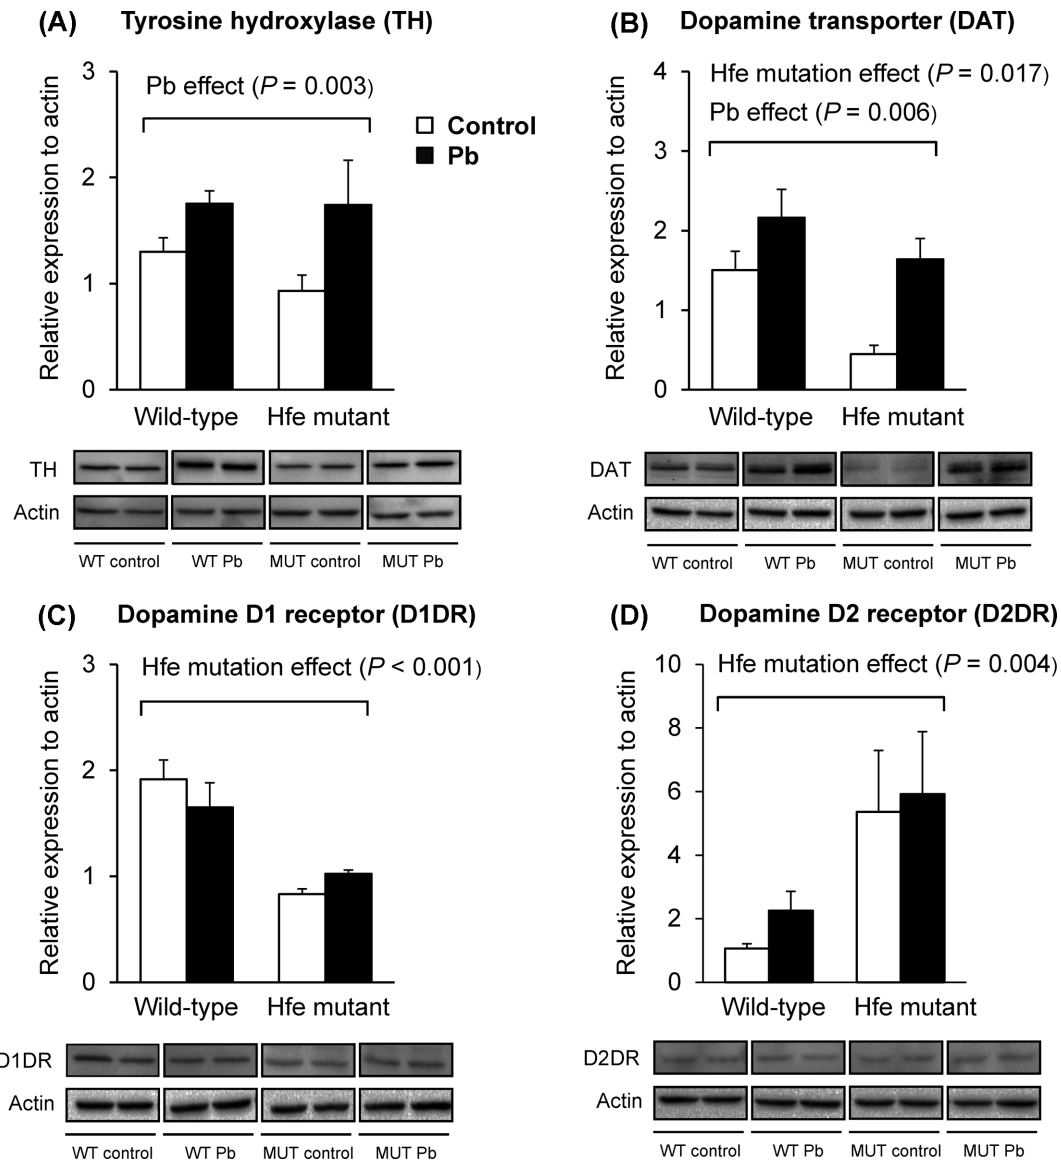 (A) Tyrosine hydroxylase (TH)
Relative expression to actin
3
2
1
0
Pb effect (P = 0.003)
Control
Pb
Wild-type Hfe mutant
TH
Actin
WT control WT Pb MUT control MUT Pb
(B) Dopamine transporter (DAT)
Relative expression to actin
4
3
2
1
0
Hfe mutation effect (P = 0.017)
Pb effect (P = 0.006)
Wild-type Hfe mutant
DAT
Actin
WT control WT Pb MUT control MUT Pb
(C) Dopamine D1 receptor (D1DR)
Relative expression to actin
3
2
1
0
Hfe mutation effect (P < 0.001)
Wild-type Hfe mutant
D1DR
Actin
WT control WT Pb MUT control MUT Pb
(D) Dopamine D2 receptor (D2DR)
Relative expression to actin
10
8
6
4
2
0
Hfe mutation effect (P = 0.004)
Wild-type Hfe mutant
D2DR
Actin
WT control WT Pb MUT control MUT Pb